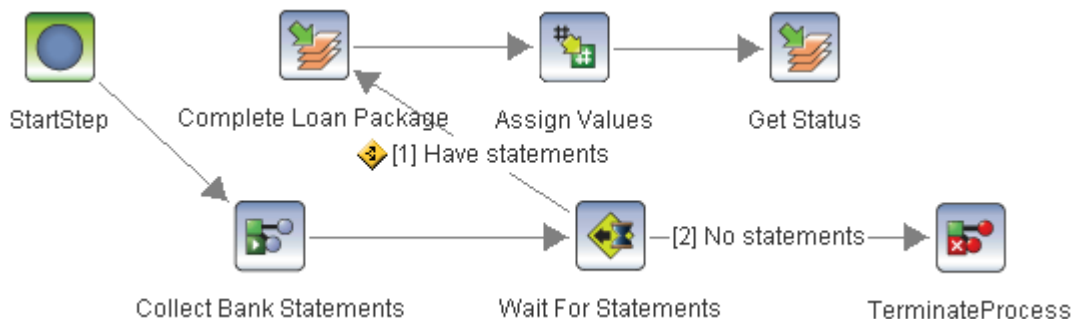 StartStep
Complete Loan Package
Assign Values
Get Status
[1] Have statements
[2] No statements
Collect Bank Statements
Wait For Statements
TerminateProcess